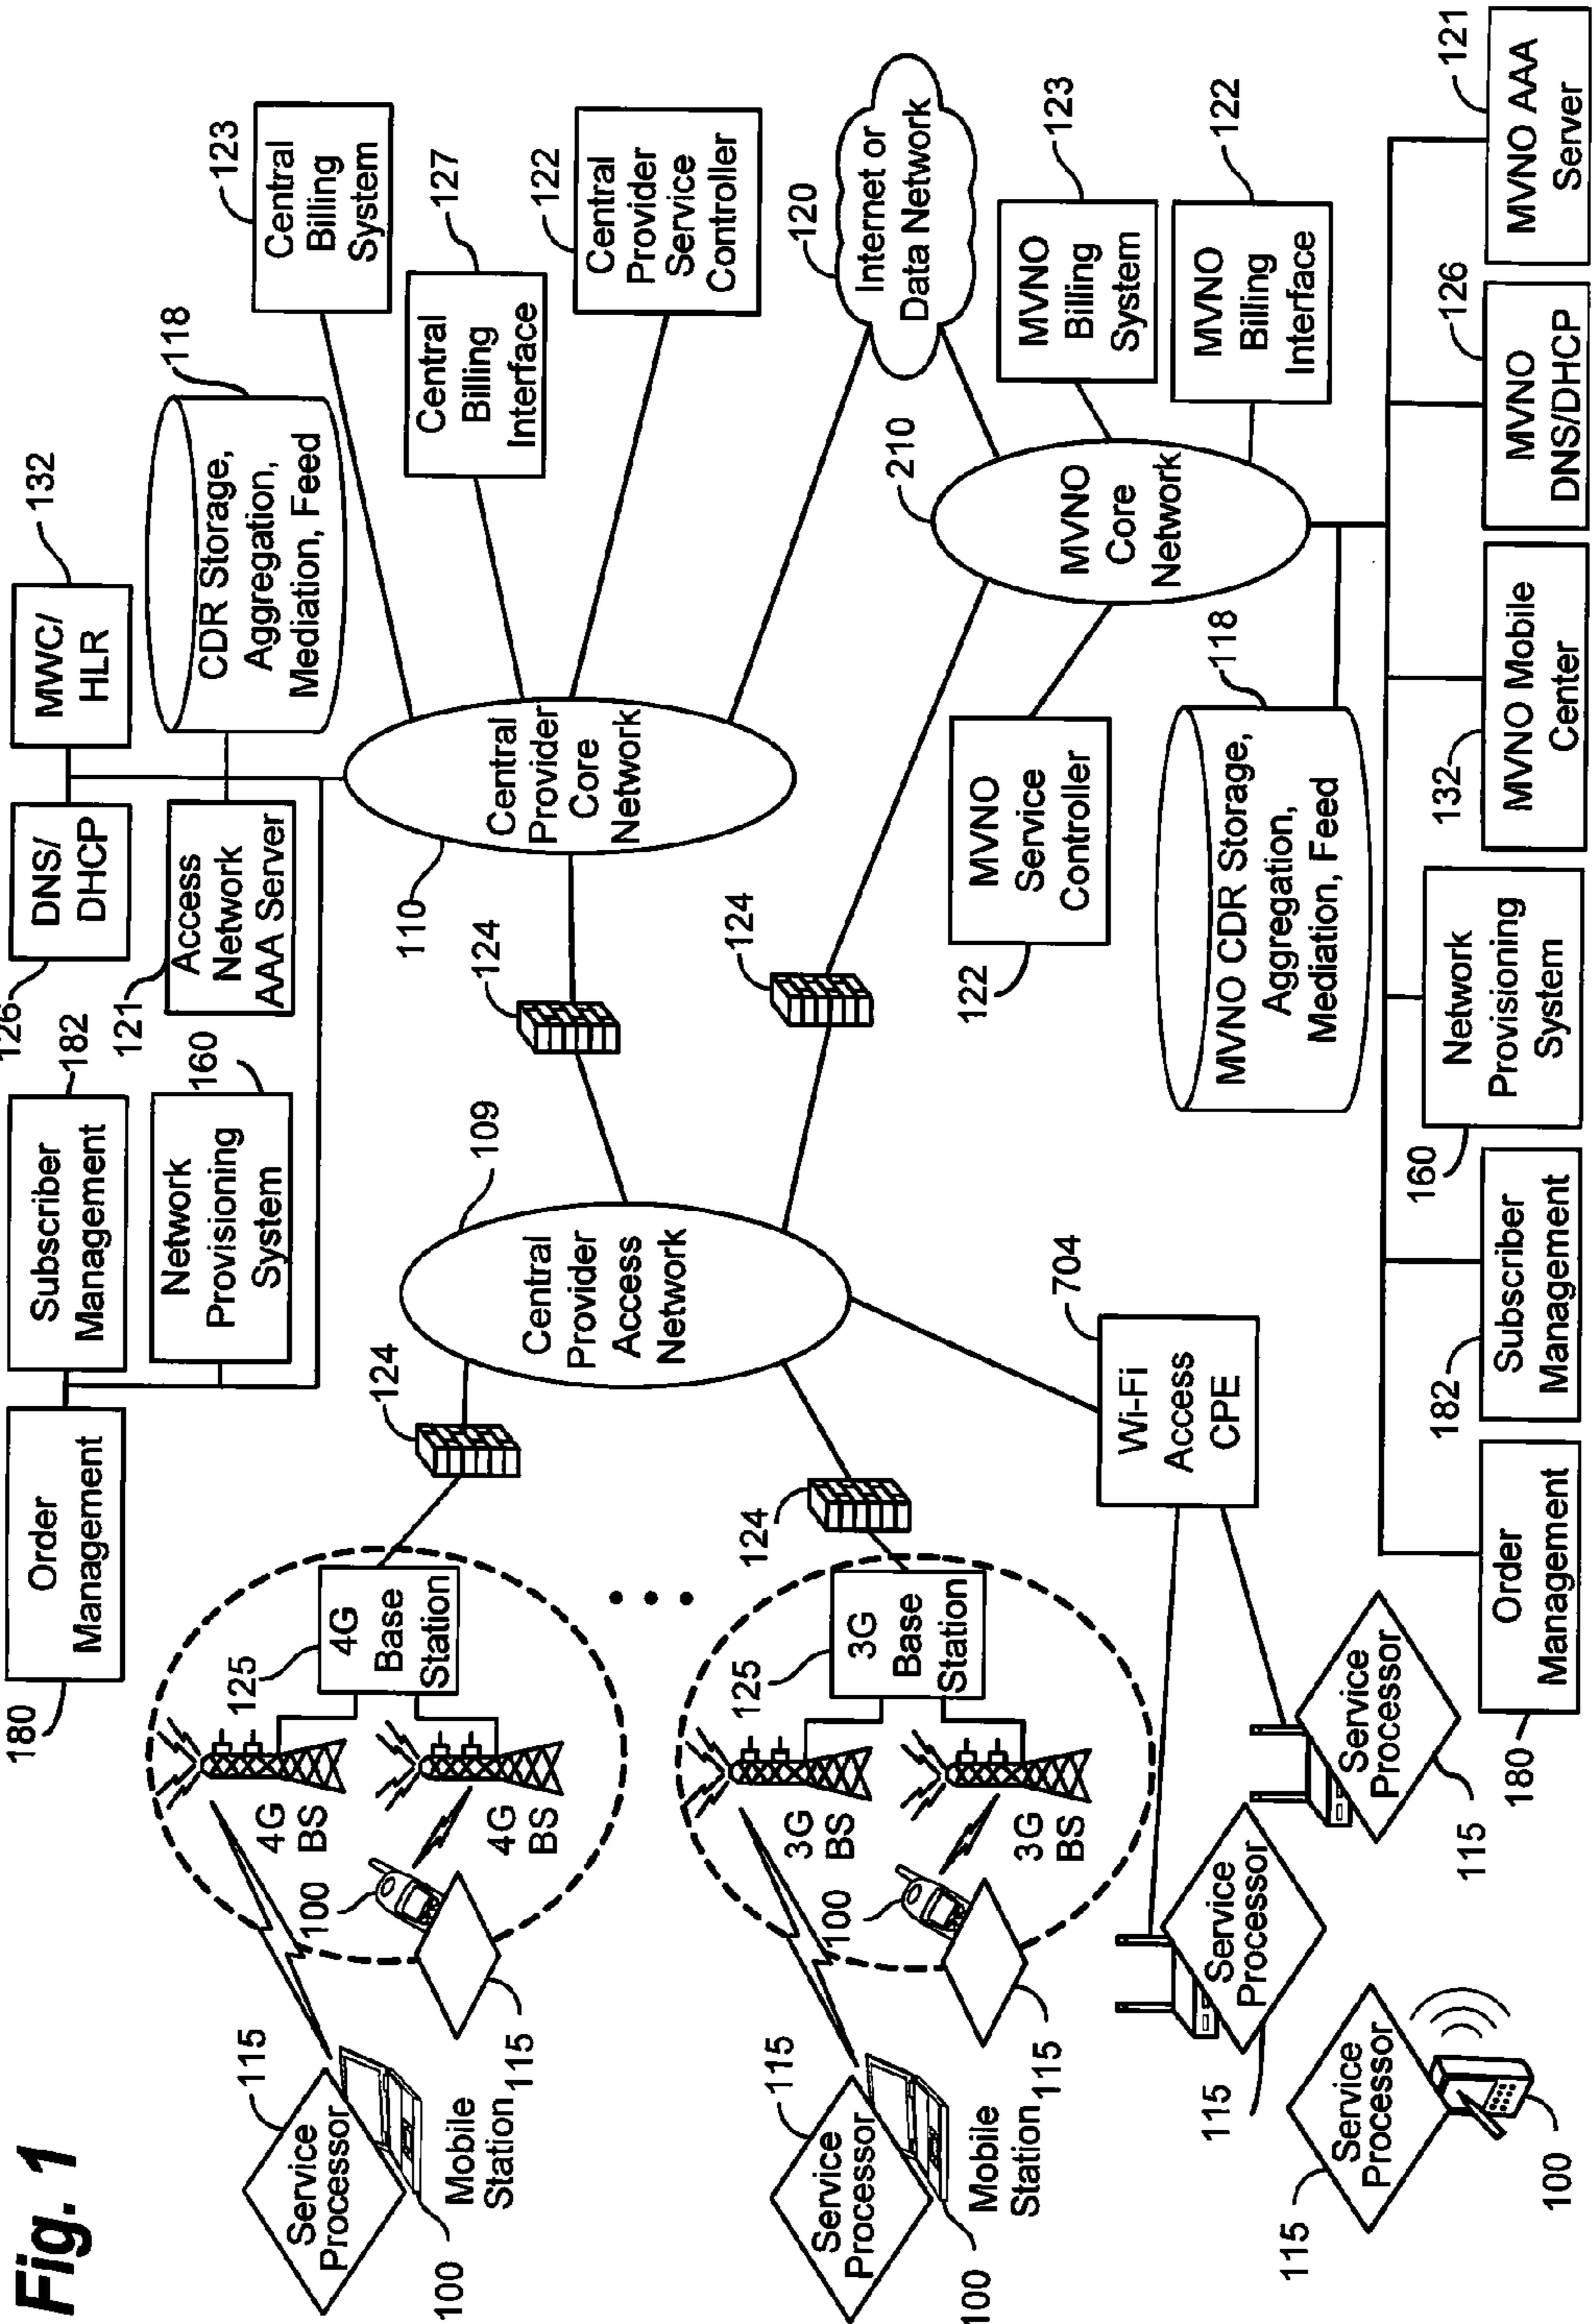 Fig. 1
180
Order
Management
Subscriber
Management
182
Network
Provisioning
System
160
126
DNS/
DHCP
MWC/
HLR
132
121
Access
Network
AAA Server
118
CDR Storage,
Aggregation,
Mediation, Feed
123
Central
Billing
System
127
Central
Billing
Interface
122
Central
Provider
Service
Controller
110
Central
Provider
Core
Network
124
124
109
Central
Provider
Access
Network
124
124
120
Internet or
Data Network
115
Service
Processor
100
Mobile
Station
115
100
4G
BS
4G
BS
125
4G
Base
Station
115
Service
Processor
100
Mobile
Station
115
100
3G
BS
3G
BS
125
3G
Base
Station
704
Wi-Fi
Access
CPE
115
Service
Processor
100
115
Service
Processor
Service
Processor
115
210
MVNO
Core
Network
123
MVNO
Billing
System
122
MVNO
Billing
Interface
122
MVNO
Service
Controller
118
MVNO CDR Storage,
Aggregation,
Mediation, Feed
180
Order
Management
182
Subscriber
Management
160
Network
Provisioning
System
132
MVNO Mobile
Center
126
MVNO
DNS/DHCP
121
MVNO AAA
Server